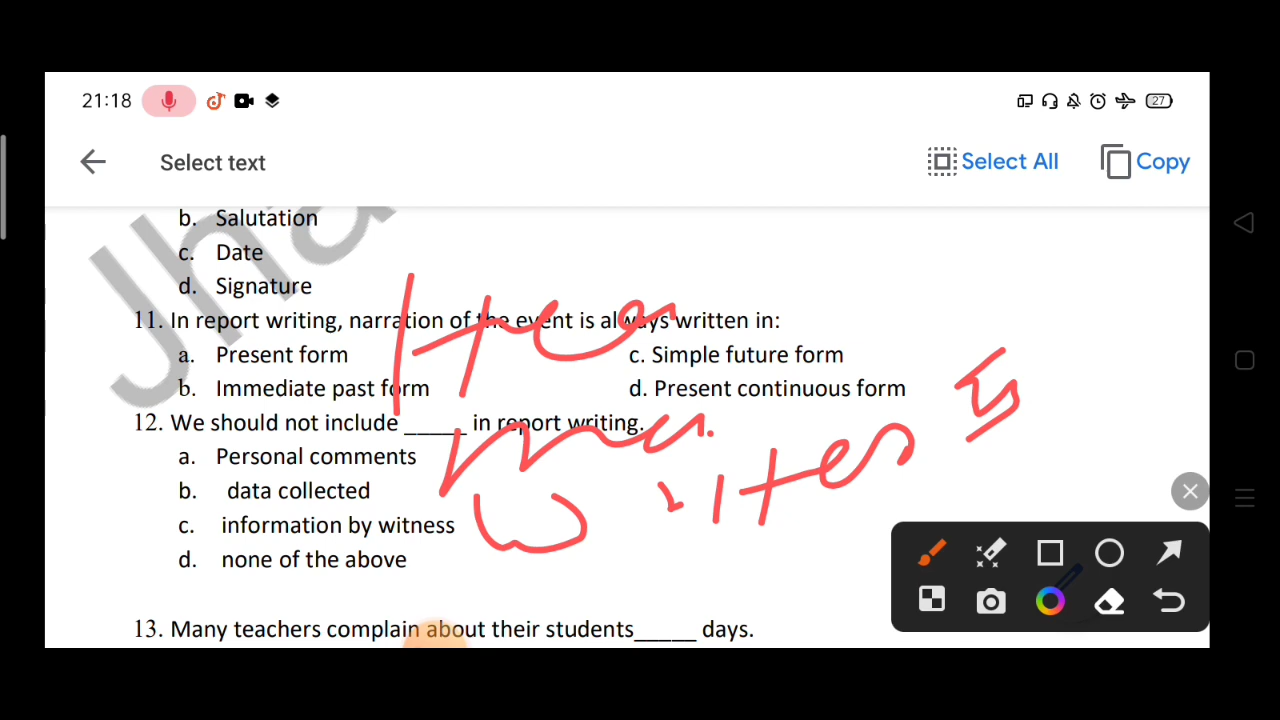 21:18 27
Select text Select All Copy
b. Salutation
c. Date
d. Signature
11. In report writing, narration of the event is always written in:
a. Present form c. Simple future form
b. Immediate past form d. Present continuous form
12. We should not include _____ in report writing.
a. Personal comments
b. data collected
c. information by witness
d. none of the above
13. Many teachers complain about their students_____ days.